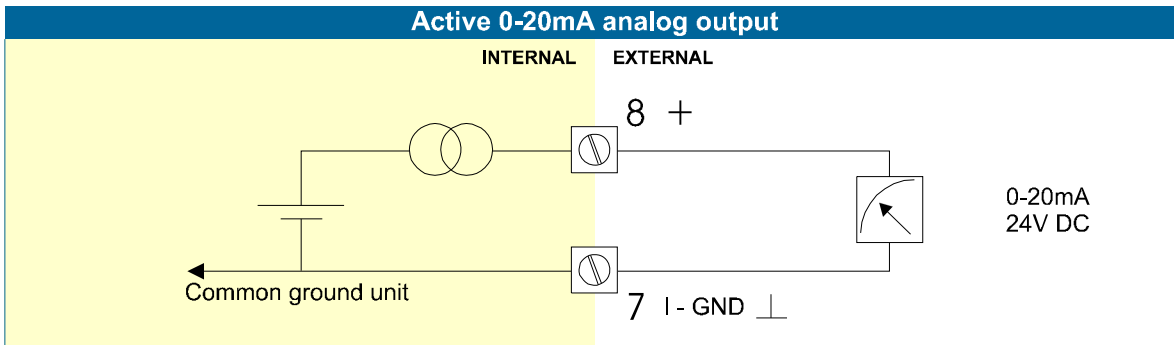 Active 0-20mA analog output
INTERNAL EXTERNAL
8 +
0-20mA
24V DC
Common ground unit
7 I - GND ⊥